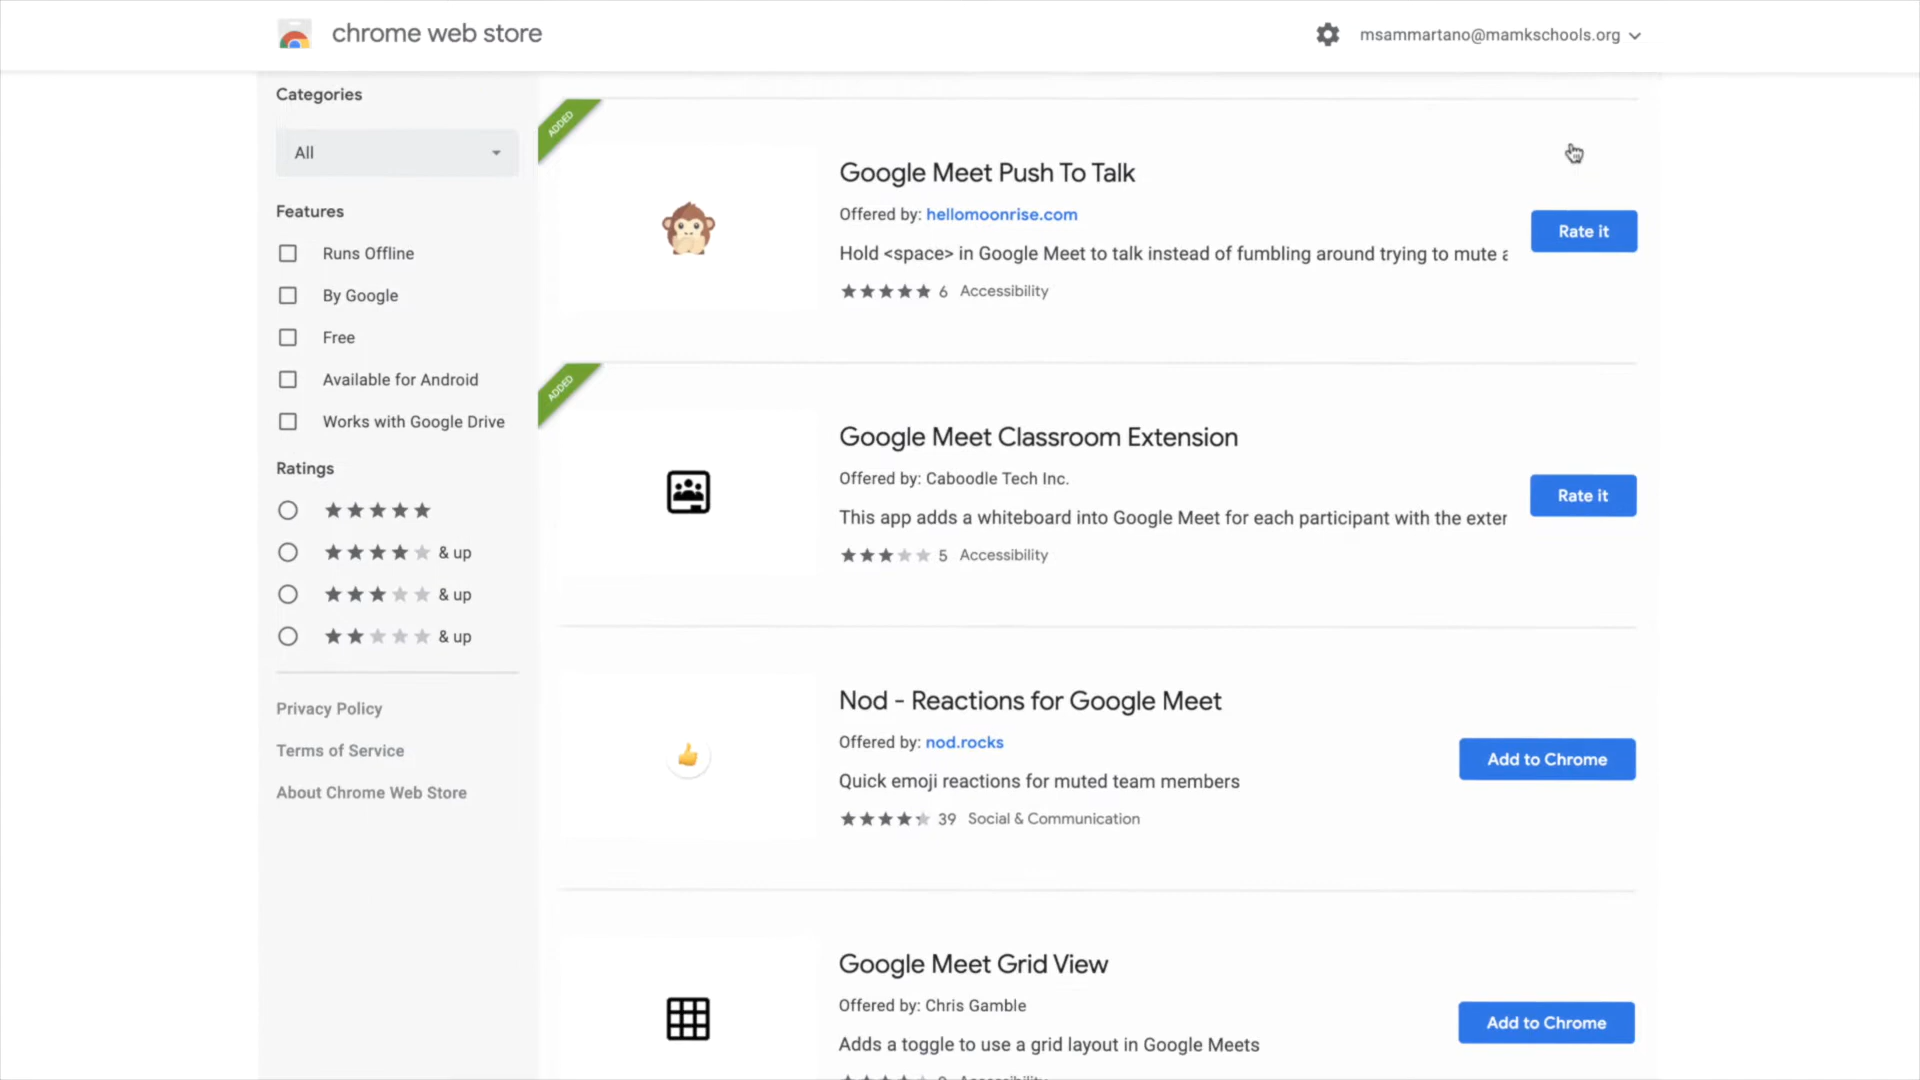 chrome web store
msammartano@mamkschools.org
Categories
All
Features
Runs Offline
By Google
Free
Available for Android
Works with Google Drive
Ratings
& up
& up
& up
Privacy Policy
Terms of Service
About Chrome Web Store
ADDED
Google Meet Push To Talk
Offered by: hellomoonrise.com
Hold <space> in Google Meet to talk instead of fumbling around trying to mute
6 Accessibility
Rate it
ADDED
Google Meet Classroom Extension
Offered by: Caboodle Tech Inc.
This app adds a whiteboard into Google Meet for each participant with the exter
5 Accessibility
Rate it
Nod - Reactions for Google Meet
Offered by: nod.rocks
Quick emoji reactions for muted team members
39 Social & Communication
Add to Chrome
Google Meet Grid View
Offered by: Chris Gamble
Adds a toggle to use a grid layout in Google Meets
Add to Chrome